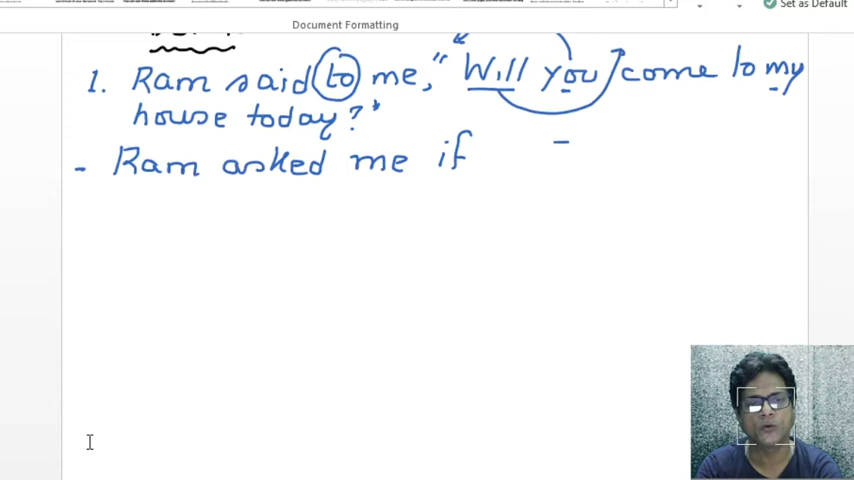 Set as Default
Document Formatting
1. Ram said to me, "Will you come to my
house today?"
- Ram asked me if -